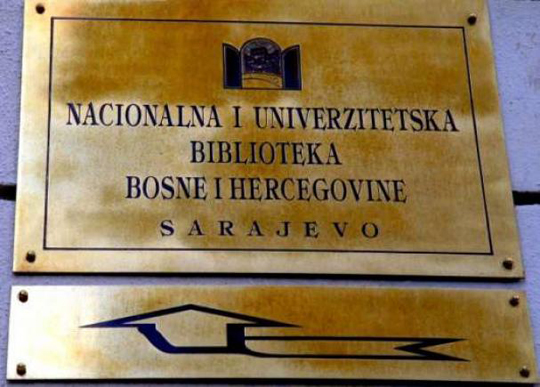 NACIONALNA I UNIVERZITETSKA
BIBLIOTEKA
BOSNE I HERCEGOVINE
SARAJEVO